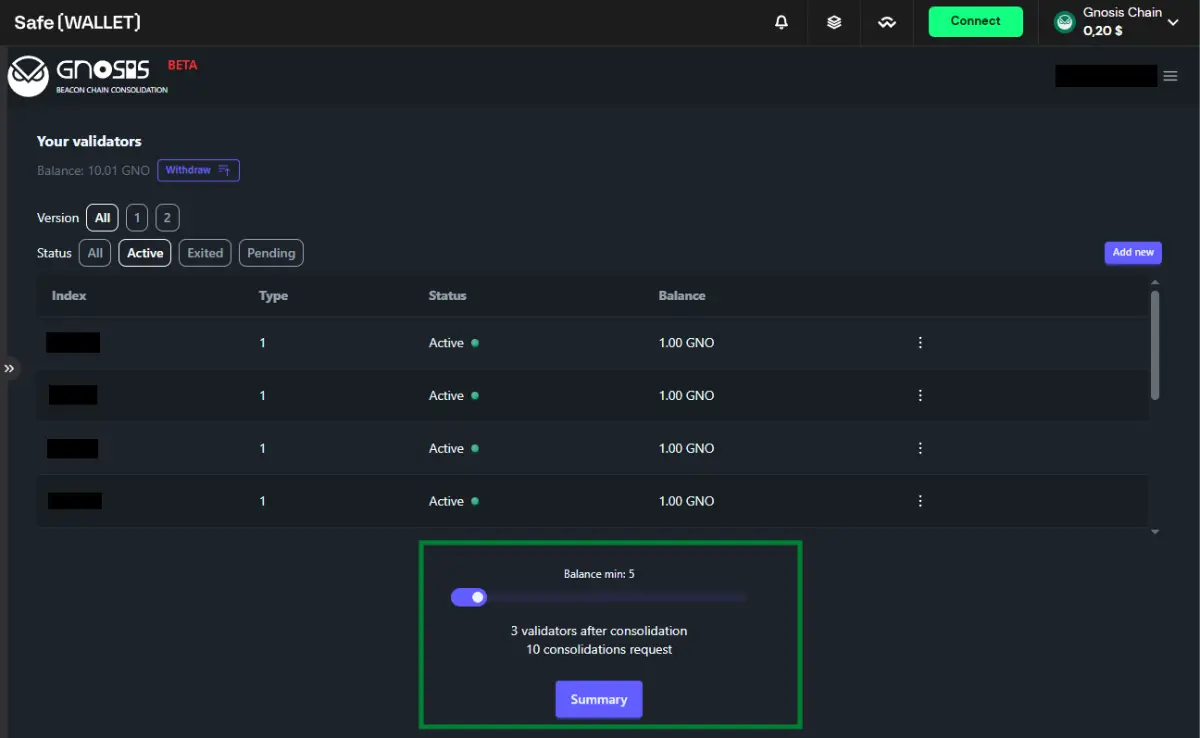 Safe{WALLET}
Connect
Gnosis Chain
0,20 $
GNOSIS
BETA
BEACON CHAIN CONSOLIDATION
Your validators
Balance: 10.01 GNO Withdraw
Version All 1 2
Status All Active Exited Pending
Add new
Index Type Status Balance
1 Active 1.00 GNO
1 Active 1.00 GNO
1 Active 1.00 GNO
1 Active 1.00 GNO
Balance min: 5
3 validators after consolidation
10 consolidations request
Summary